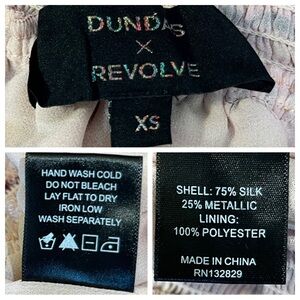 DUNDAS
X
REVOLVE
XS
HAND WASH COLD
DO NOT BLEACH
LAY FLAT TO DRY
IRON LOW
WASH SEPARATELY
SHELL: 75% SILK
25% METALLIC
LINING:
100% POLYESTER
MADE IN CHINA
RN132829